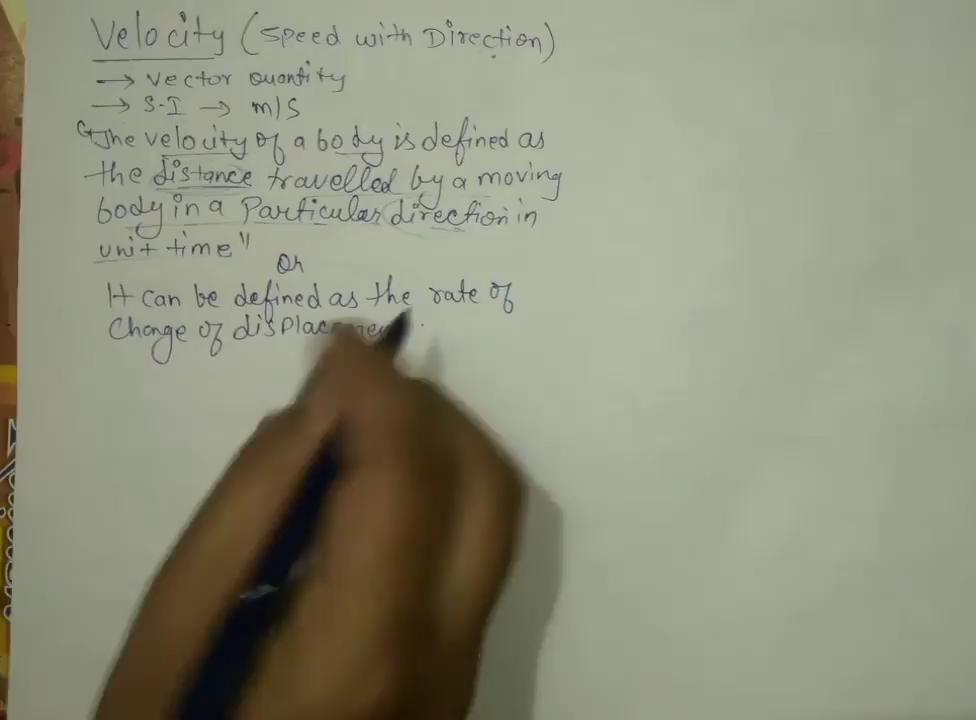 Velocity (Speed with Direction)
→ Vector Quantity
→ S.I → m/s
"The velocity of a body is defined as
the distance travelled by a moving
body in a Particular direction in
unit time"
Or
It can be defined as the rate of
Change of displacement